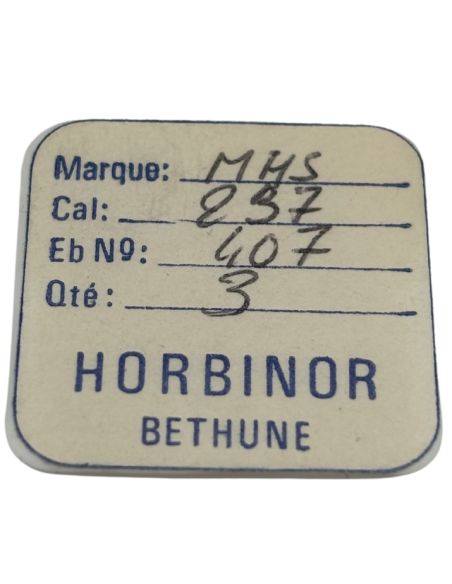 Marque: MHS
Cal: 237
Eb Nº: 407
Qté: 3
HORBINOR
BETHUNE